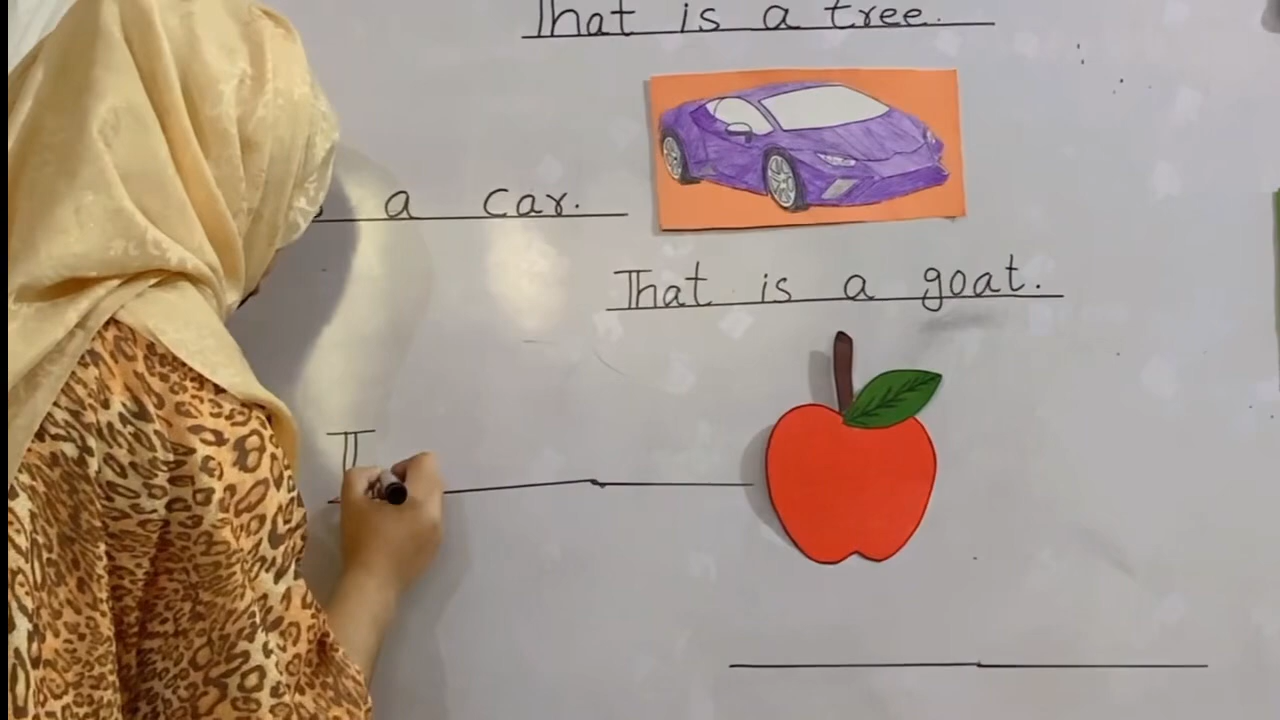 That is a tree.
a car.
That is a goat.
T